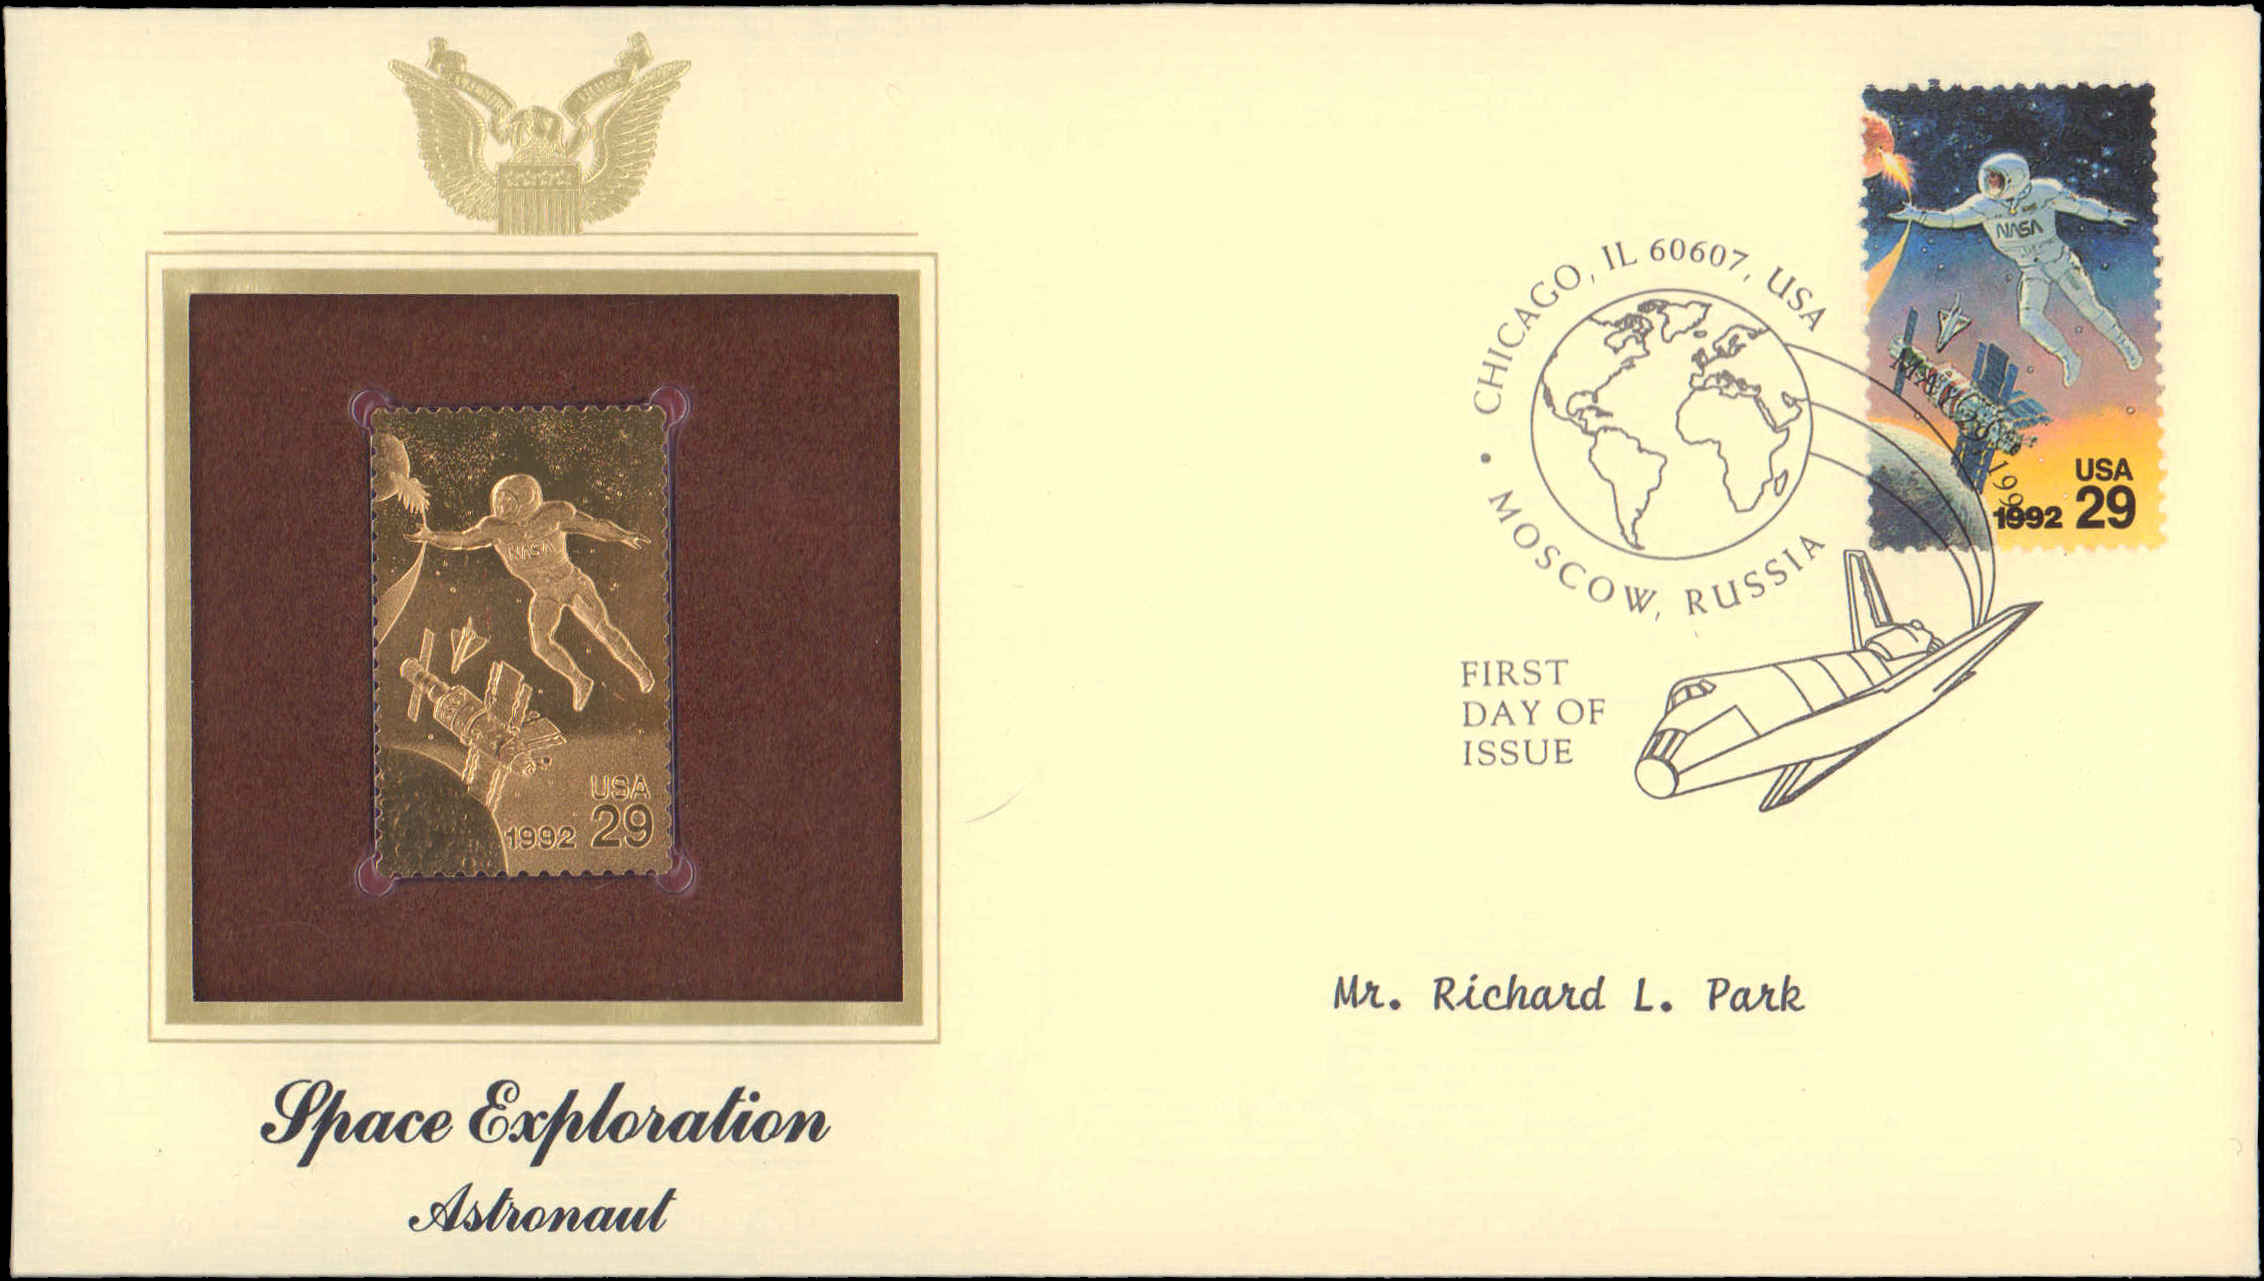 NASA
USA
1992 29
Space Exploration
Astronaut
CHICAGO, IL 60607, USA
MOSCOW, RUSSIA
FIRST
DAY OF
ISSUE
NASA
USA
1992 29
Mr. Richard L. Park